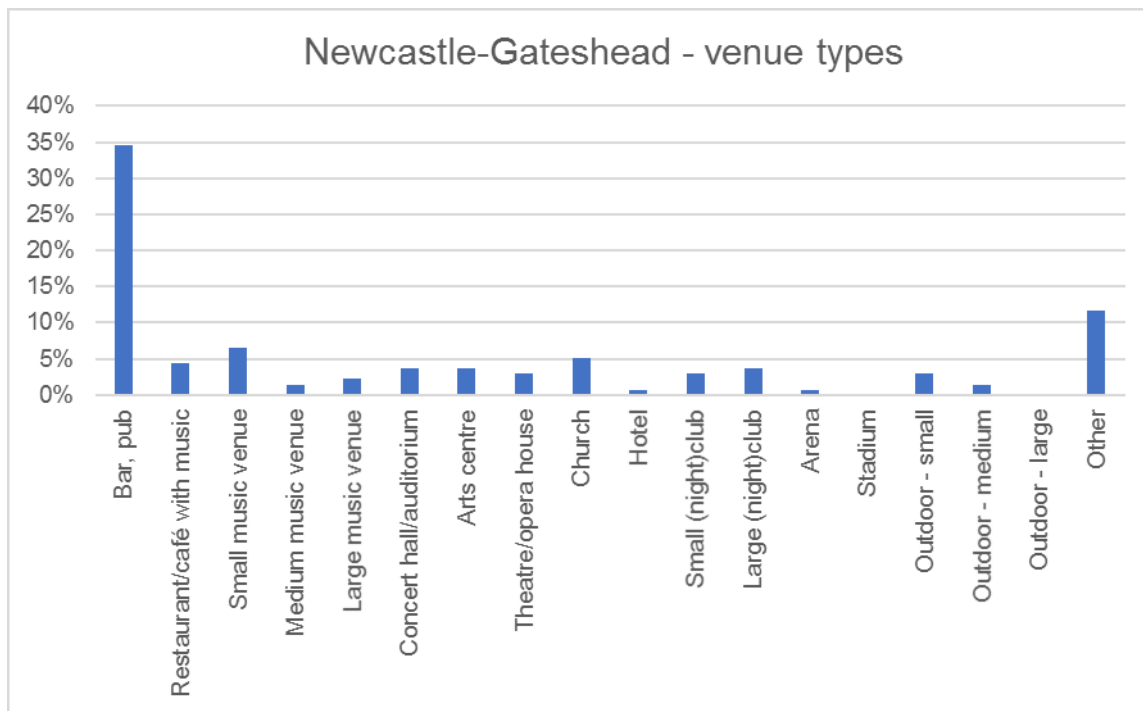 Newcastle-Gateshead - venue types
40%
35%
30%
25%
20%
15%
10%
5%
0%
Bar, pub
Restaurant/café with music
Small music venue
Medium music venue
Large music venue
Concert hall/auditorium
Arts centre
Theatre/opera house
Church
Hotel
Small (night)club
Large (night)club
Arena
Stadium
Outdoor - small
Outdoor - medium
Outdoor - large
Other